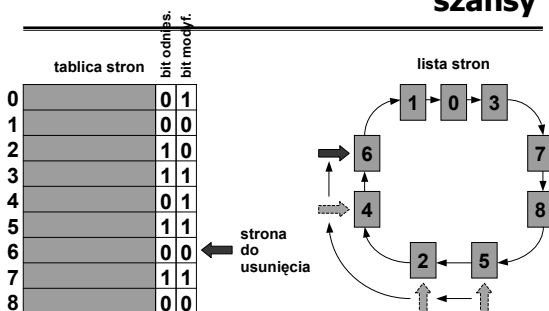 szansy
tablica stron
bit odnies.
bit modyf.
lista stron
0 0 1
1 0 0
2 1 0
3 1 1
4 0 1
5 1 1
6 0 0
7 1 1
8 0 0
strona
do
usunięcia
1 0 3
6 7
4 8
2 5